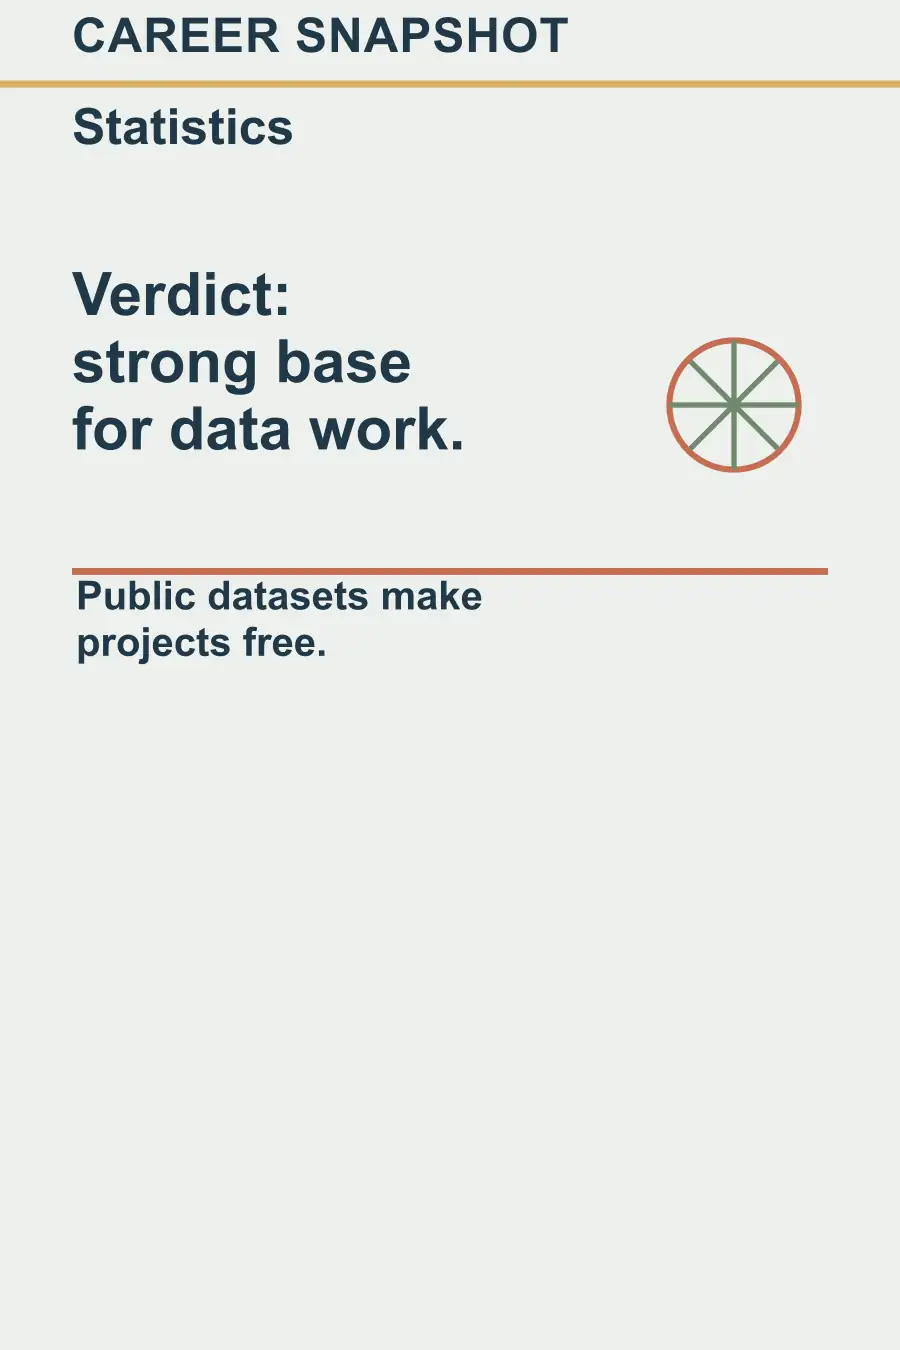 CAREER SNAPSHOT
Statistics
Verdict:
strong base
for data work.
Public datasets make
projects free.